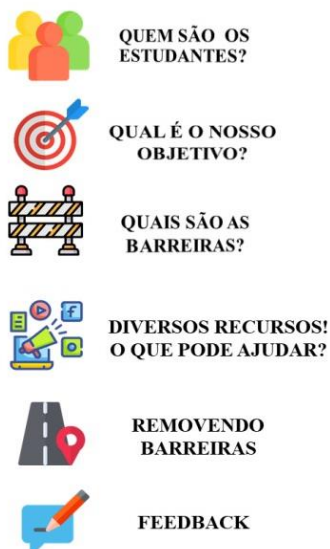 QUEM SÃO OS
ESTUDANTES?
QUAL É O NOSSO
OBJETIVO?
QUAIS SÃO AS
BARREIRAS?
DIVERSOS RECURSOS!
O QUE PODE AJUDAR?
REMOVENDO
BARREIRAS
FEEDBACK